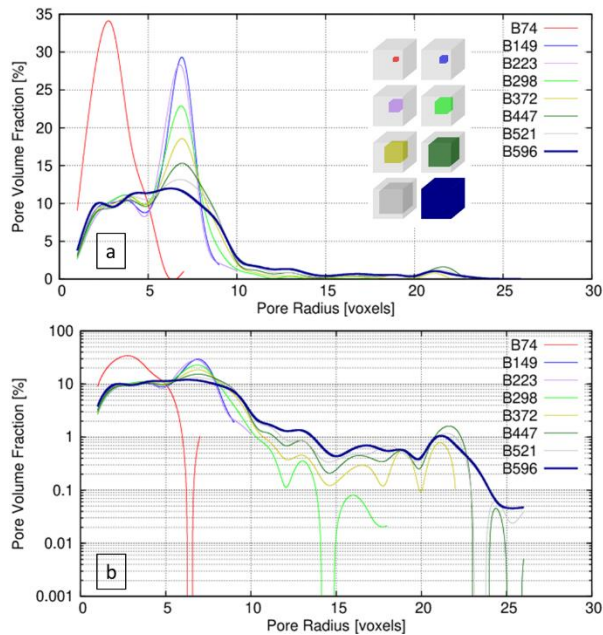 35
30
25
20
15
10
5
0
Pore Volume Fraction [%]
B74
B149
B223
B298
B372
B447
B521
B596
a
0 5 10 15 20 25 30
Pore Radius [voxels]
100
10
1
0.1
0.01
0.001
Pore Volume Fraction [%]
B74
B149
B223
B298
B372
B447
B521
B596
b
0 5 10 15 20 25 30
Pore Radius [voxels]